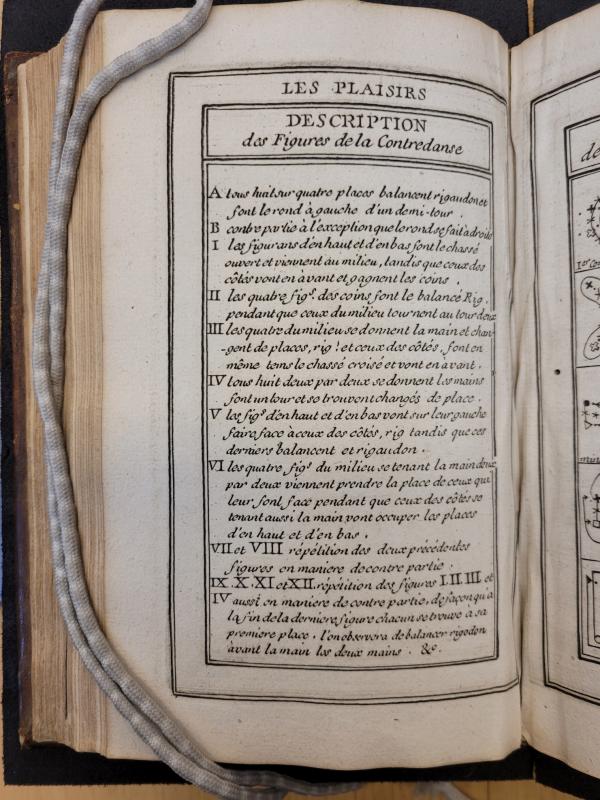 LES PLAISIRS
DESCRIPTION
des Figures de la Contredanse
A tous huit sur quatre places balancent rigaudon et
font le rond à gauche d'un demi-tour.
B contre partie à l'exception que le rond se fait à droite
I les figurans d'en haut et d'en bas font le chassé
ouvert et viennent au milieu, tandis que ceux des
côtés vont en avant et gagnent les coins.
II les quatre figs. des coins font le balancé Rig.
pendant que ceux du milieu tournent au tour deux
III les quatre du milieu se donnent la main et chan-
-gent de places, rig! et ceux des côtés, font en
même tems le chassé croisé et vont en avant.
IV tous huit deux par deux se donnent les mains
font un tour et se trouvent changés de place.
V les figs d'en haut et d'en bas vont sur leur gauche
faire face à ceux des côtés, rig tandis que ces
derniers balancent et rigaudon.
VI les quatre figs du milieu se tenant la main deux
par deux viennent prendre la place de ceux qui
leur font face pendant que ceux des côtés se
tenant aussi la main vont occuper les places
d'en haut et d'en bas.
VII et VIII répétition des deux précédentes
figures en maniere de contre partie.
IX. X. XI et XII. répétition des figures I. II. III et
IV aussi en maniere de contre partie, de façon qu'a
la fin de la derniere figure chacun se trouve à sa
premiere place. l'on observera de balancer rigodon
avant la main les deux mains. &c.
de